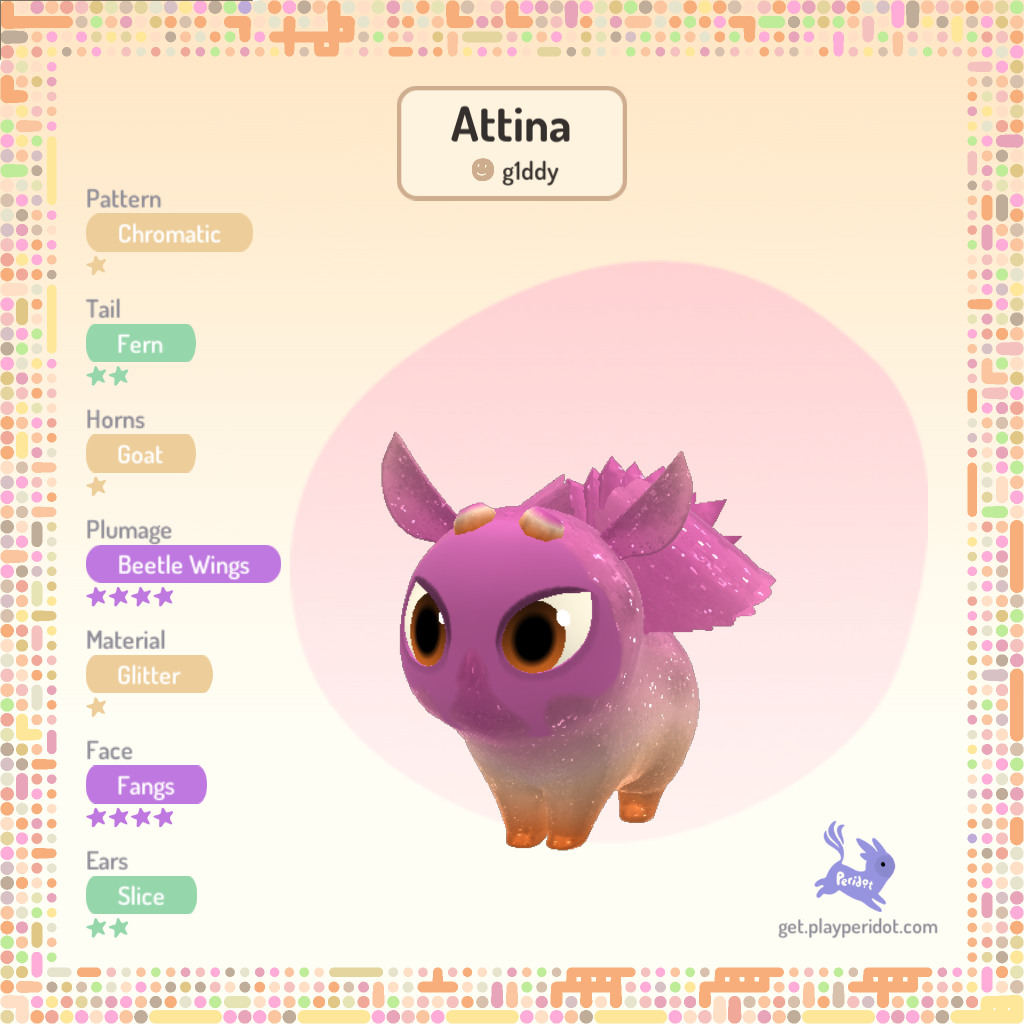 Attina
g1ddy
Pattern
Chromatic
Tail
Fern
Horns
Goat
Plumage
Beetle Wings
Material
Glitter
Face
Fangs
Ears
Slice
Peridot
get.playperidot.com